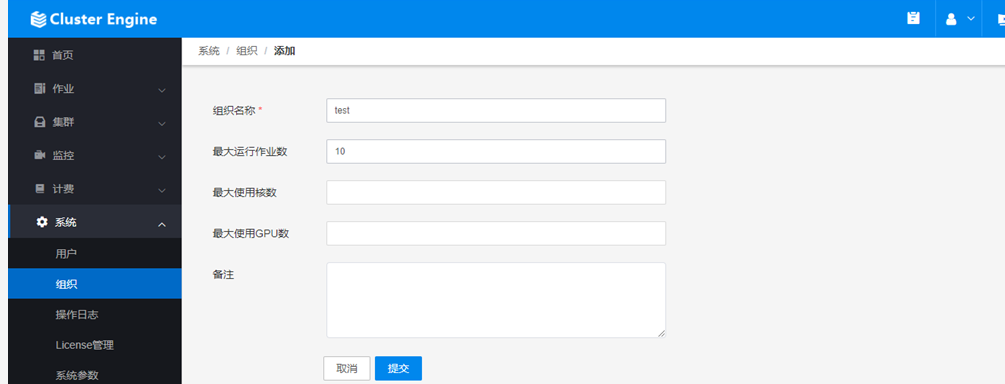 Cluster Engine
首页
作业
集群
监控
计费
系统
用户
组织
操作日志
License管理
系统参数
系统 / 组织 / 添加
组织名称 * test
最大运行作业数 10
最大使用核数
最大使用GPU数
备注
取消 提交